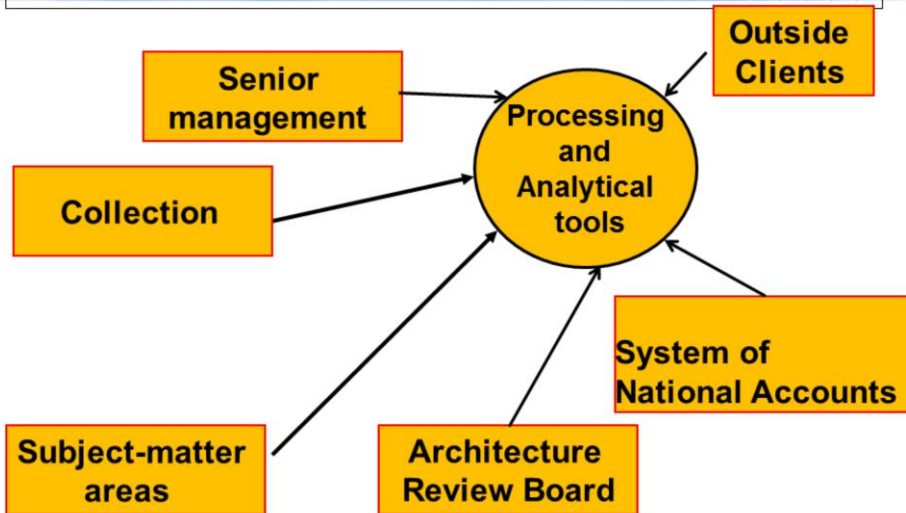 Outside
Clients
Senior
management
Processing
and
Analytical
tools
Collection
System of
National Accounts
Subject-matter
areas
Architecture
Review Board